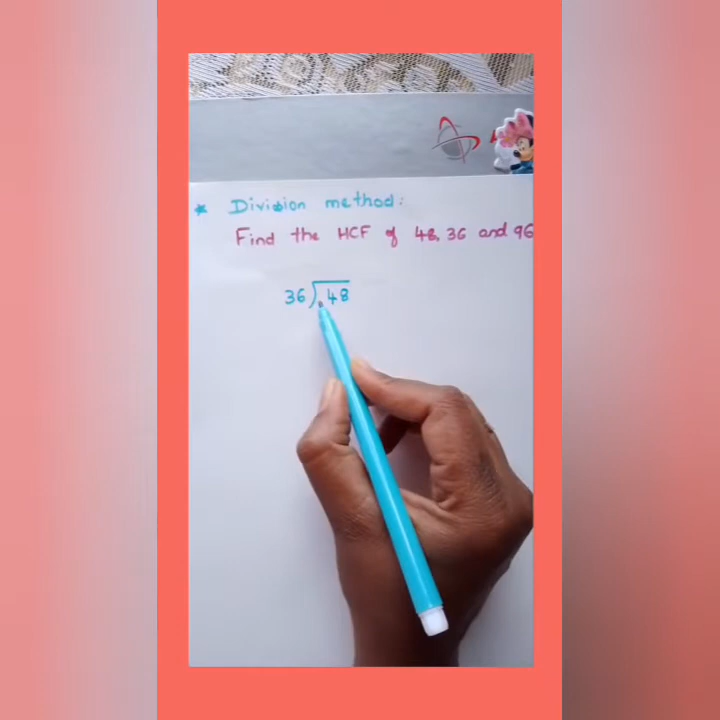 * Division method:
Find the HCF of 48, 36 and 96
36)48